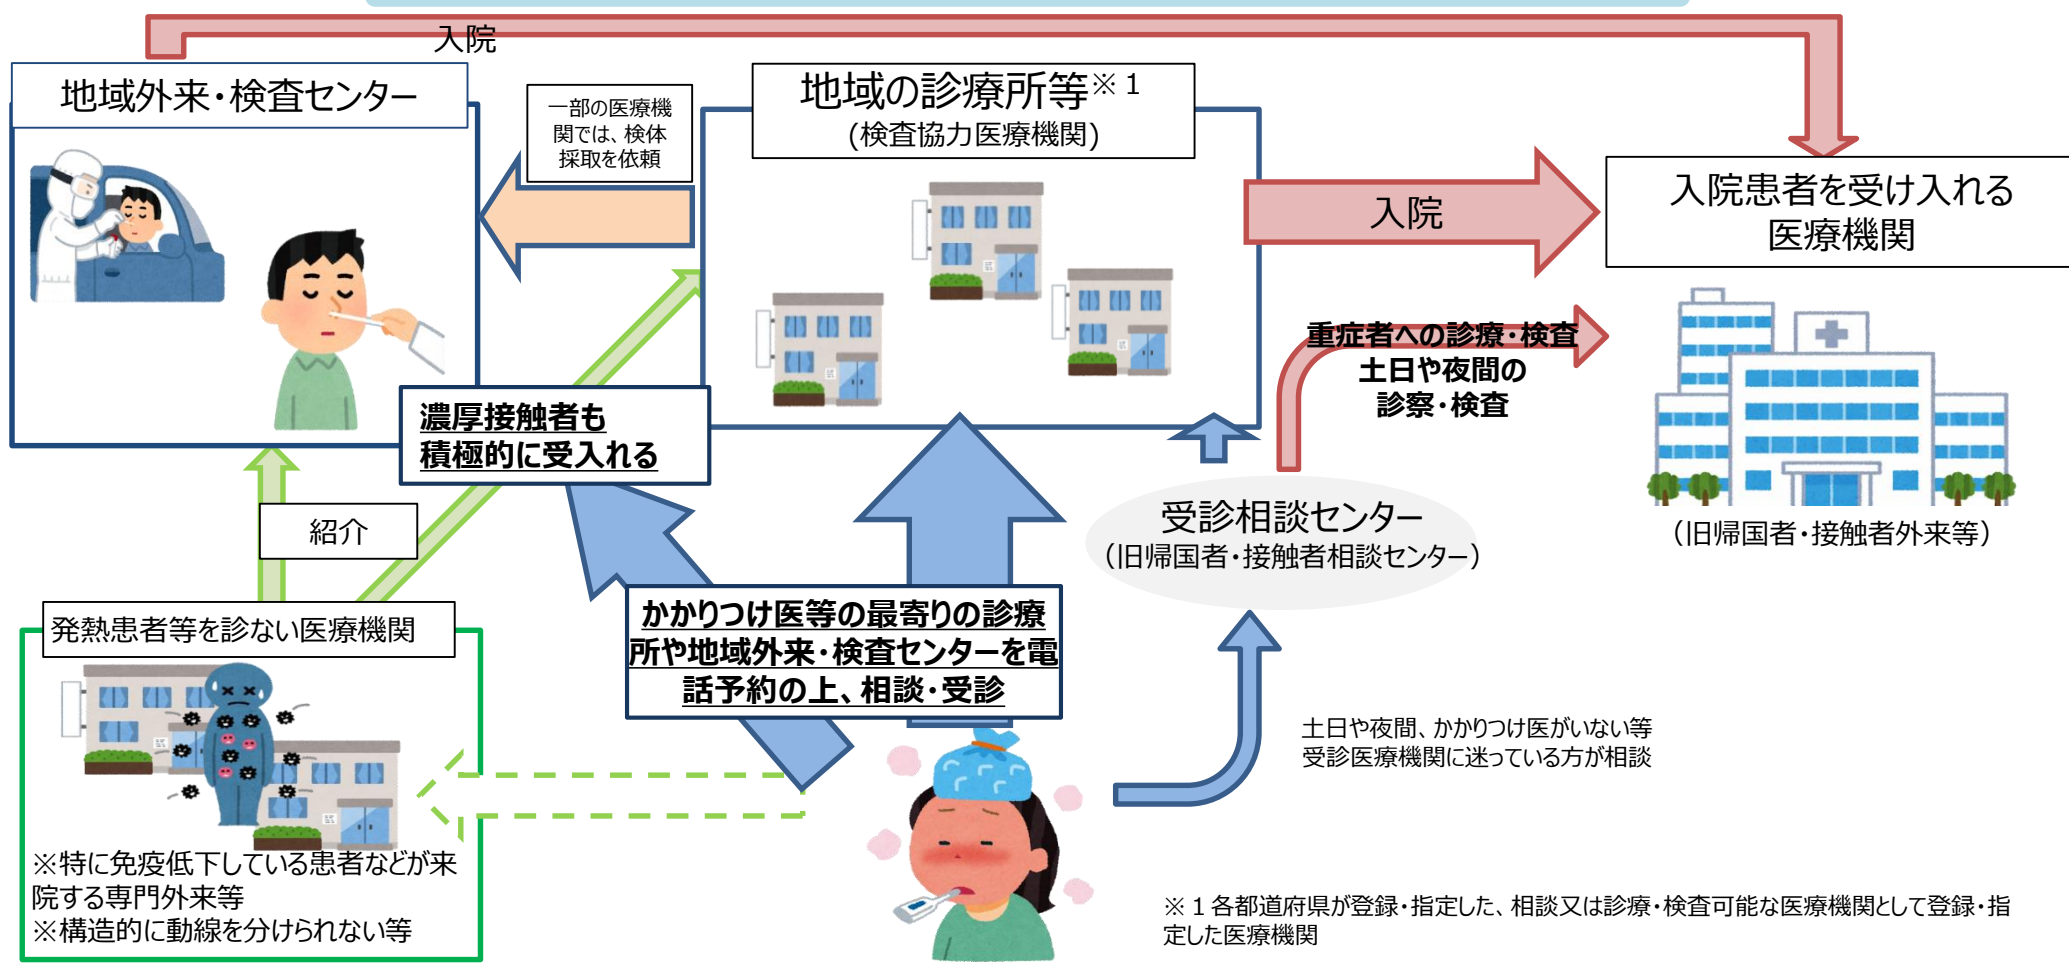 入院
地域外来・検査センター
一部の医療機
関では、検体
採取を依頼
地域の診療所等※１
(検査協力医療機関)
入院
入院患者を受け入れる
医療機関
重症者への診療・検査
土日や夜間の
診察・検査
濃厚接触者も
積極的に受入れる
受診相談センター
（旧帰国者・接触者相談センター）
（旧帰国者・接触者外来等）
紹介
発熱患者等を診ない医療機関
かかりつけ医等の最寄りの診療
所や地域外来・検査センターを電
話予約の上、相談・受診
土日や夜間、かかりつけ医がいない等
受診医療機関に迷っている方が相談
※特に免疫低下している患者などが来
院する専門外来等
※構造的に動線を分けられない等
※１各都道府県が登録・指定した、相談又は診療・検査可能な医療機関として登録・指
定した医療機関